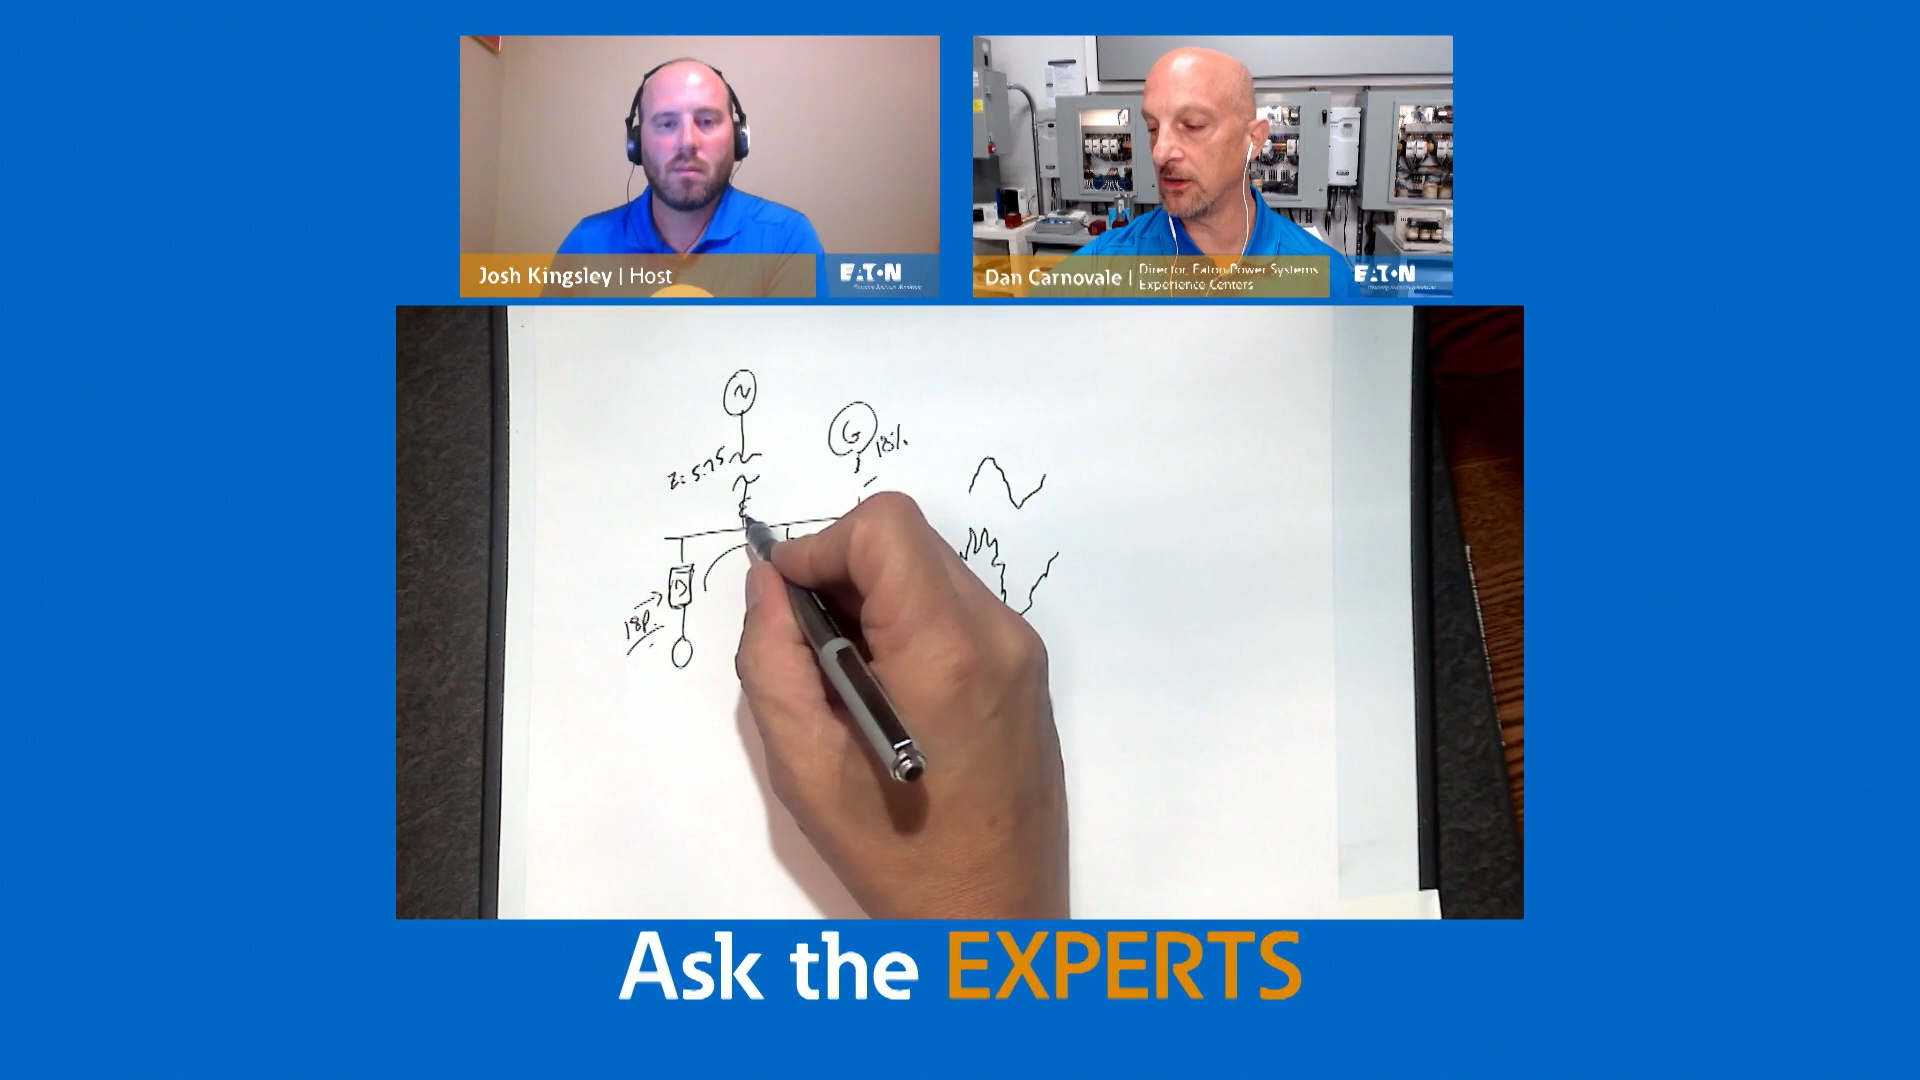 Josh Kingsley | Host
EATON
Dan Carnovale | Director, Eaton Power Systems
Experience Centers
EATON
Z: 5.75
G
18%
D
18p.
Ask the EXPERTS